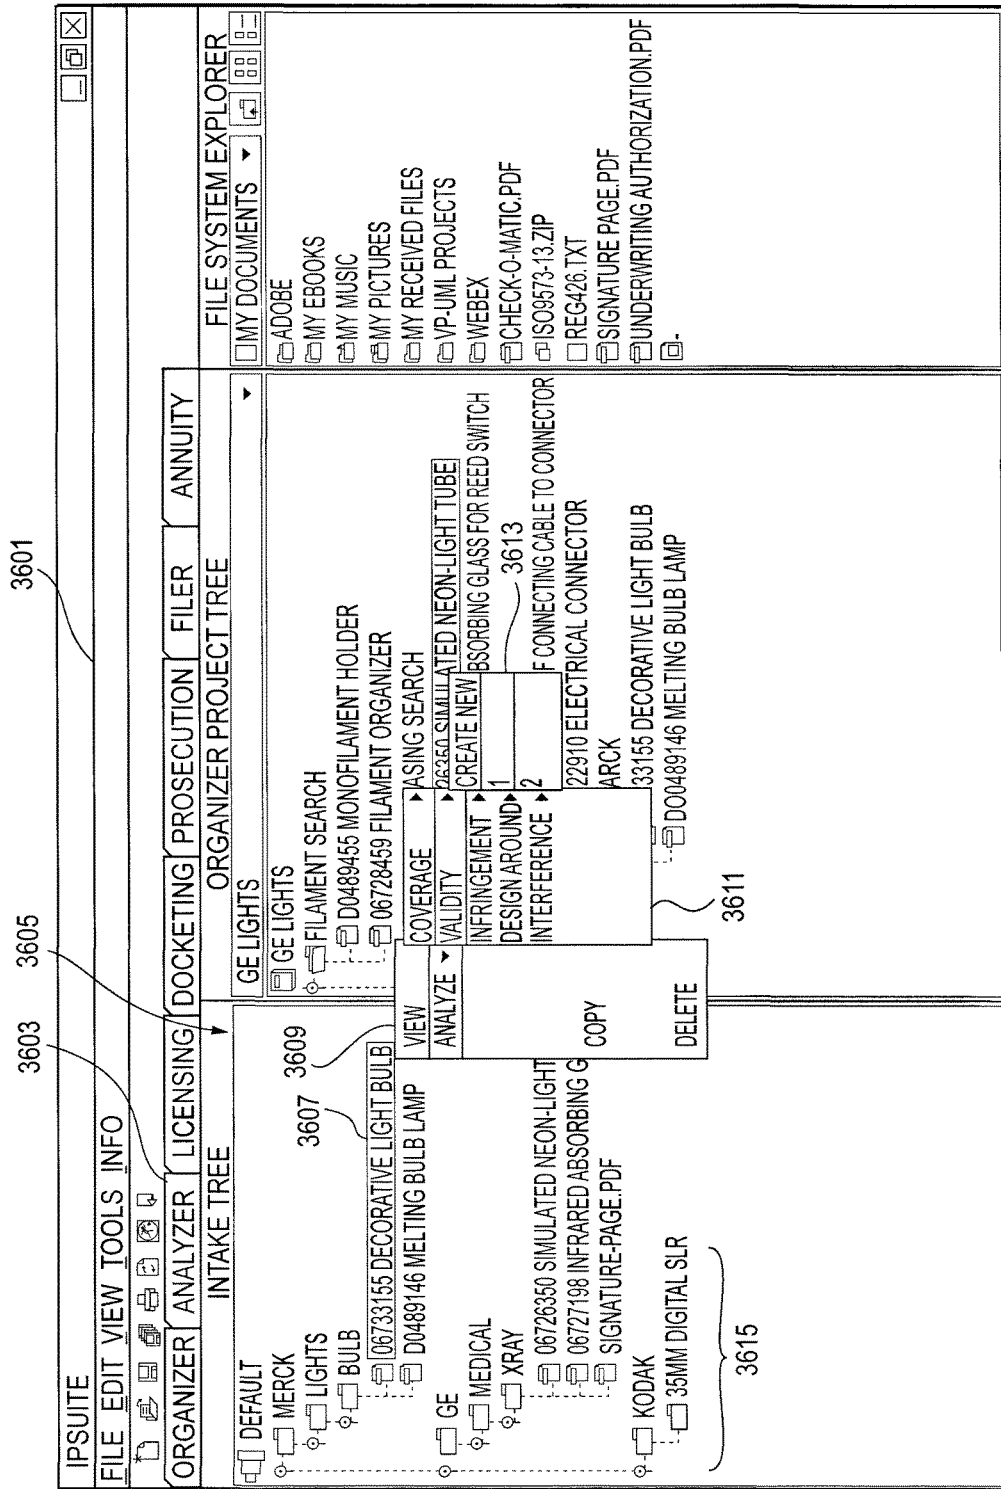 3601
3603
3605
IPSUITE
FILE EDIT VIEW TOOLS INFO
ORGANIZER ANALYZER LICENSING DOCKETING PROSECUTION FILER ANNUITY
INTAKE TREE
DEFAULT
MERCK
LIGHTS
BULB
06733155 DECORATIVE LIGHT BULB
D0489146 MELTING BULB LAMP
GE
MEDICAL
XRAY
06726350 SIMULATED NEON-LIGHT
06727198 INFRARED ABSORBING G
SIGNATURE-PAGE.PDF
KODAK
35MM DIGITAL SLR
3615
3607
3609
VIEW
ANALYZE
COPY
DELETE
ORGANIZER PROJECT TREE
GE LIGHTS
GE LIGHTS
FILAMENT SEARCH
D0489455 MONOFILAMENT HOLDER
06728459 FILAMENT ORGANIZER
ASING SEARCH
26350 SIMULATED NEON-LIGHT TUBE
BSORBING GLASS FOR REED SWITCH
F CONNECTING CABLE TO CONNECTOR
22910 ELECTRICAL CONNECTOR
ARCK
33155 DECORATIVE LIGHT BULB
DO0489146 MELTING BULB LAMP
COVERAGE
VALIDITY
INFRINGEMENT
DESIGN AROUND
INTERFERENCE
3611
CREATE NEW
1
2
3613
FILE SYSTEM EXPLORER
MY DOCUMENTS
ADOBE
MY EBOOKS
MY MUSIC
MY PICTURES
MY RECEIVED FILES
VP-UML PROJECTS
WEBEX
CHECK-O-MATIC.PDF
ISO9573-13.ZIP
REG426.TXT
SIGNATURE PAGE.PDF
UNDERWRITING AUTHORIZATION.PDF